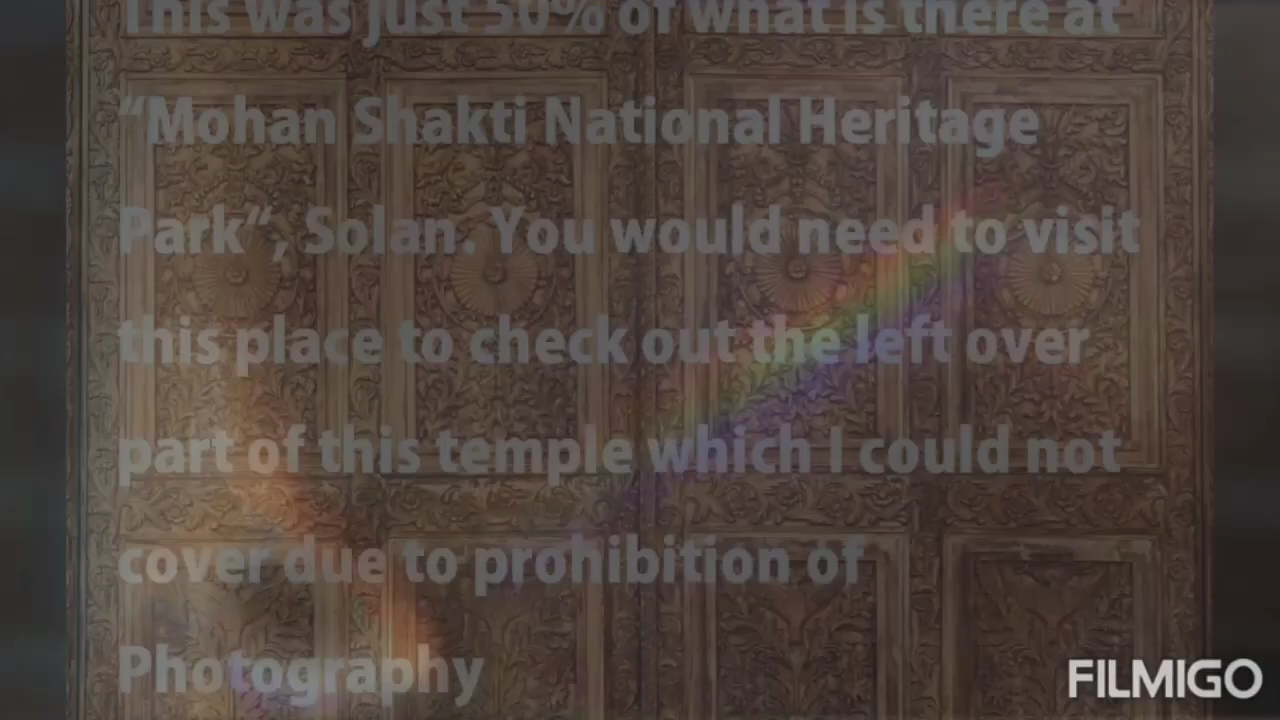 This was just 50% of what is there at
“Mohan Shakti National Heritage
Park“, Solan. You would need to visit
this place to check out the left over
part of this temple which I could not
cover due to prohibition of
Photography
FILMIGO